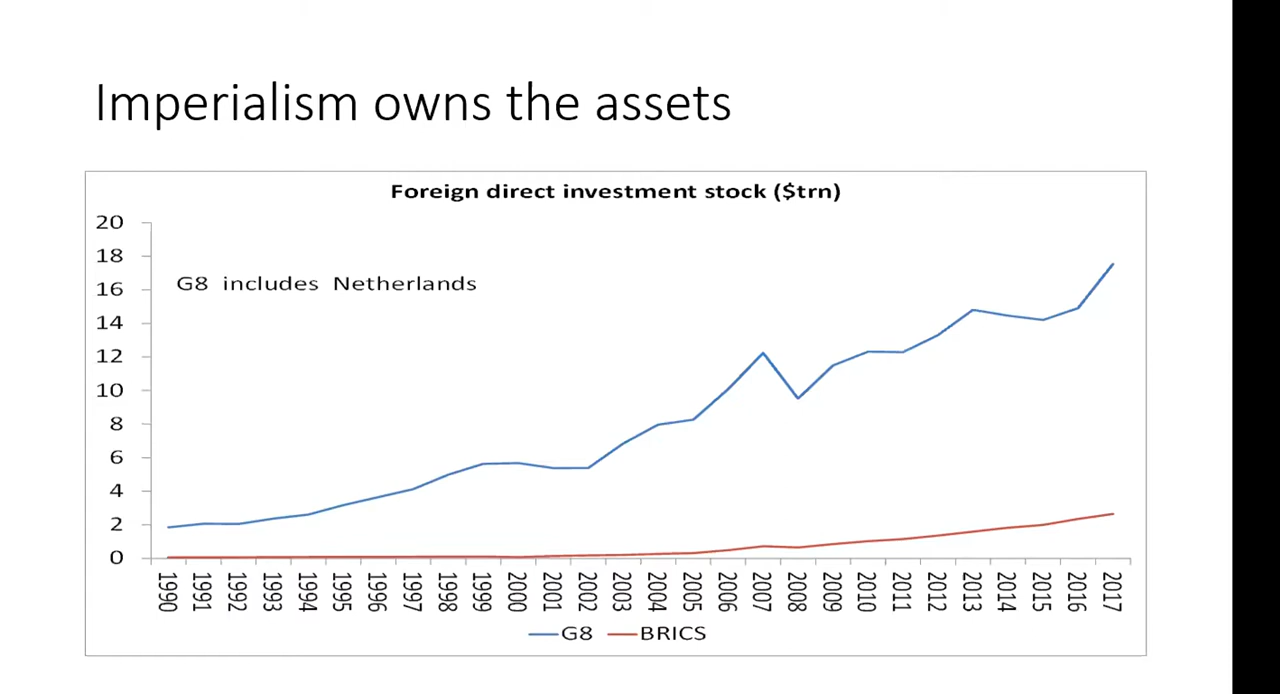 Imperialism owns the assets
Foreign direct investment stock ($trn)
20
18
G8 includes Netherlands
16
14
12
10
8
6
4
2
0
1990 1991 1992 1993 1994 1995 1996 1997 1998 1999 2000 2001 2002 2003 2004 2005 2006 2007 2008 2009 2010 2011 2012 2013 2014 2015 2016 2017
G8 BRICS